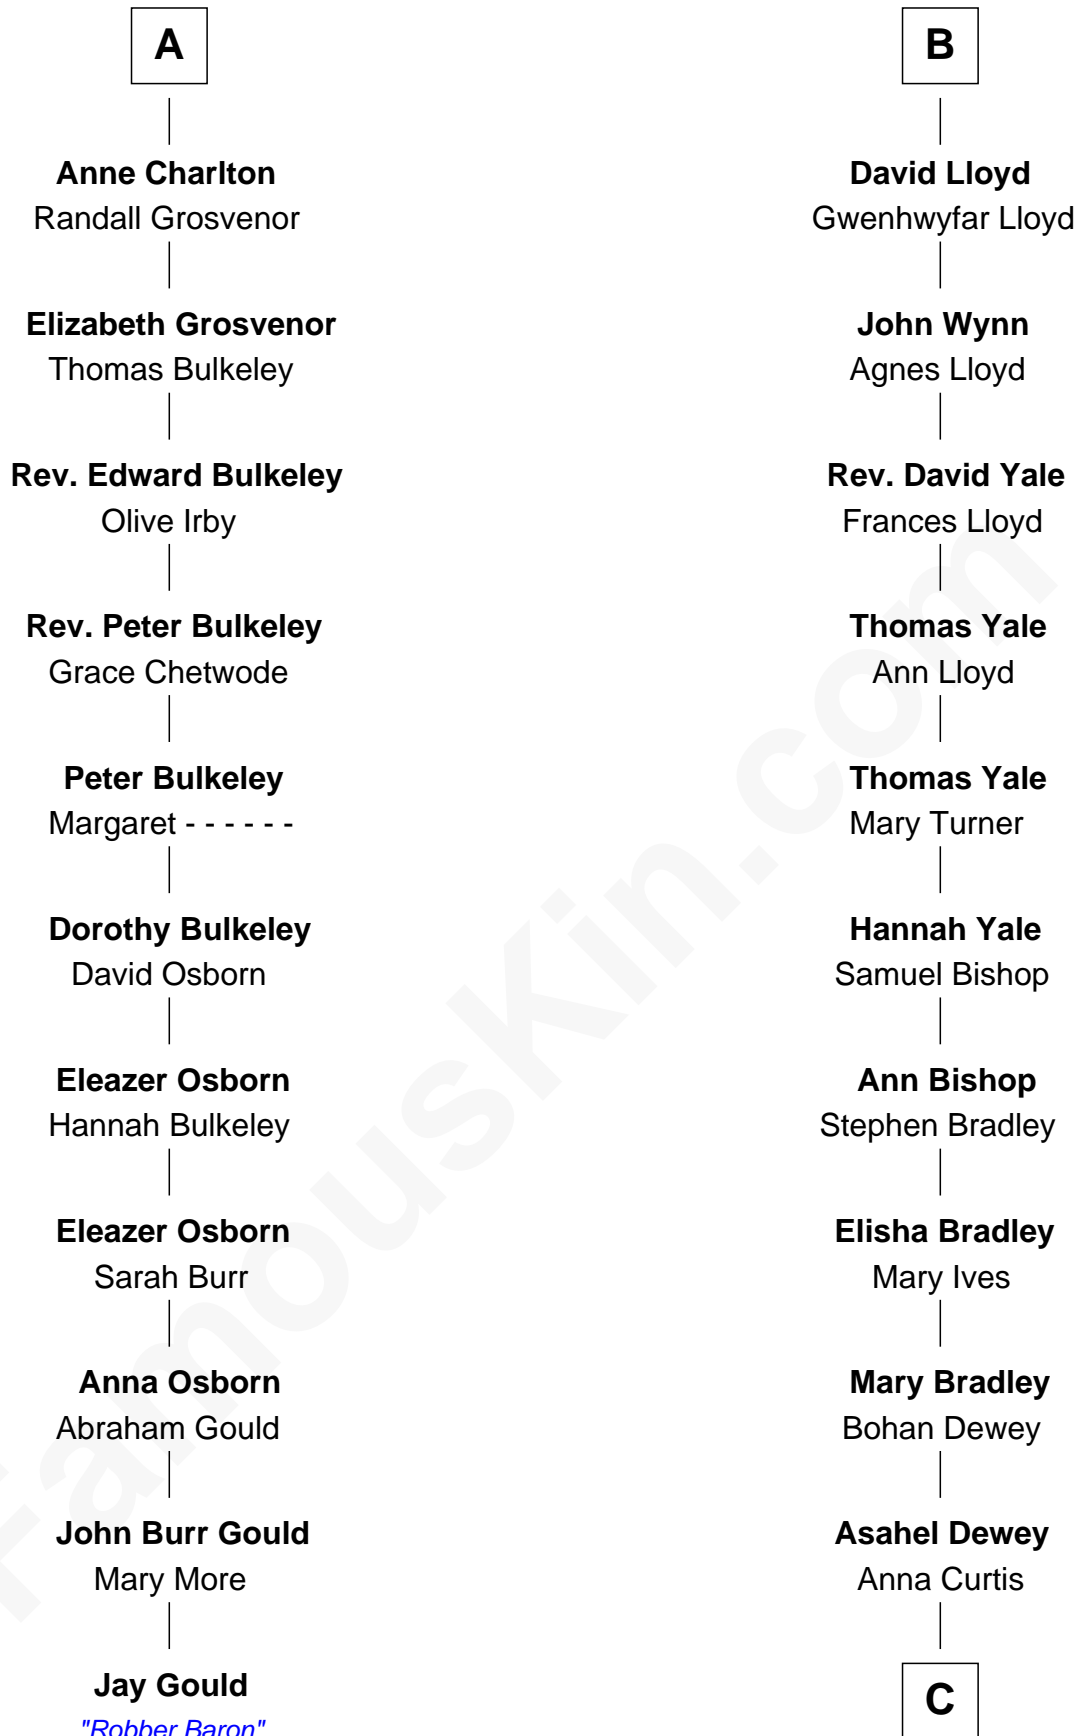 A
Anne Charlton
Randall Grosvenor
Elizabeth Grosvenor
Thomas Bulkeley
Rev. Edward Bulkeley
Olive Irby
Rev. Peter Bulkeley
Grace Chetwode
Peter Bulkeley
Margaret - - - - - -
Dorothy Bulkeley
David Osborn
Eleazer Osborn
Hannah Bulkeley
Eleazer Osborn
Sarah Burr
Anna Osborn
Abraham Gould
John Burr Gould
Mary More
Jay Gould
"Robber Baron"
B
David Lloyd
Gwenhwyfar Lloyd
John Wynn
Agnes Lloyd
Rev. David Yale
Frances Lloyd
Thomas Yale
Ann Lloyd
Thomas Yale
Mary Turner
Hannah Yale
Samuel Bishop
Ann Bishop
Stephen Bradley
Elisha Bradley
Mary Ives
Mary Bradley
Bohan Dewey
Asahel Dewey
Anna Curtis
C
FamousKin.com